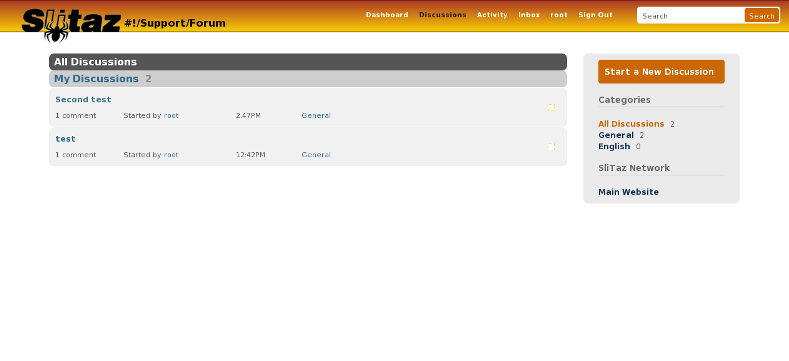 SliTaz #!/Support/Forum
Dashboard Discussions Activity Inbox root Sign Out
Search Search
All Discussions
My Discussions 2
Second test
1 comment Started by root 2:47PM General
test
1 comment Started by root 12:42PM General
Start a New Discussion
Categories
All Discussions 2
General 2
English 0
SliTaz Network
Main Website